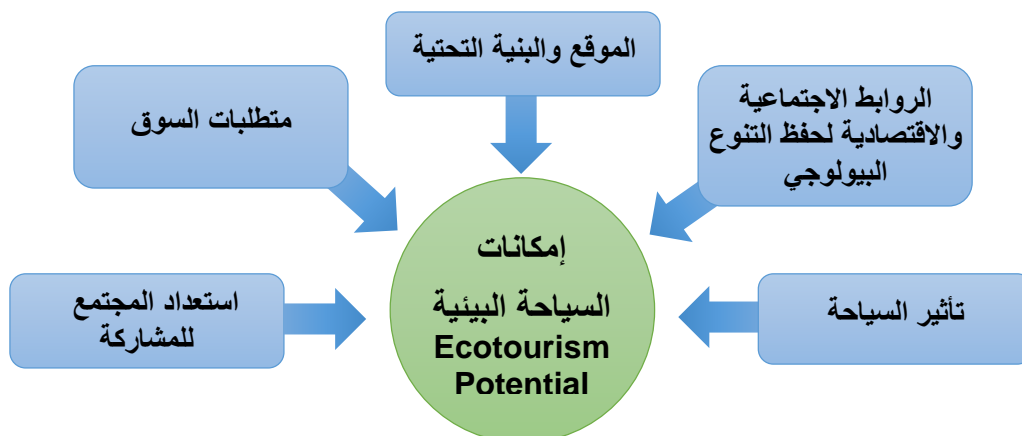 الموقع والبنية التحتية
الروابط الاجتماعية
والاقتصادية لحفظ التنوع
البيولوجي
متطلبات السوق
إمكانات
السياحة البيئية
Ecotourism
Potential
تأثير السياحة
استعداد المجتمع
للمشاركة